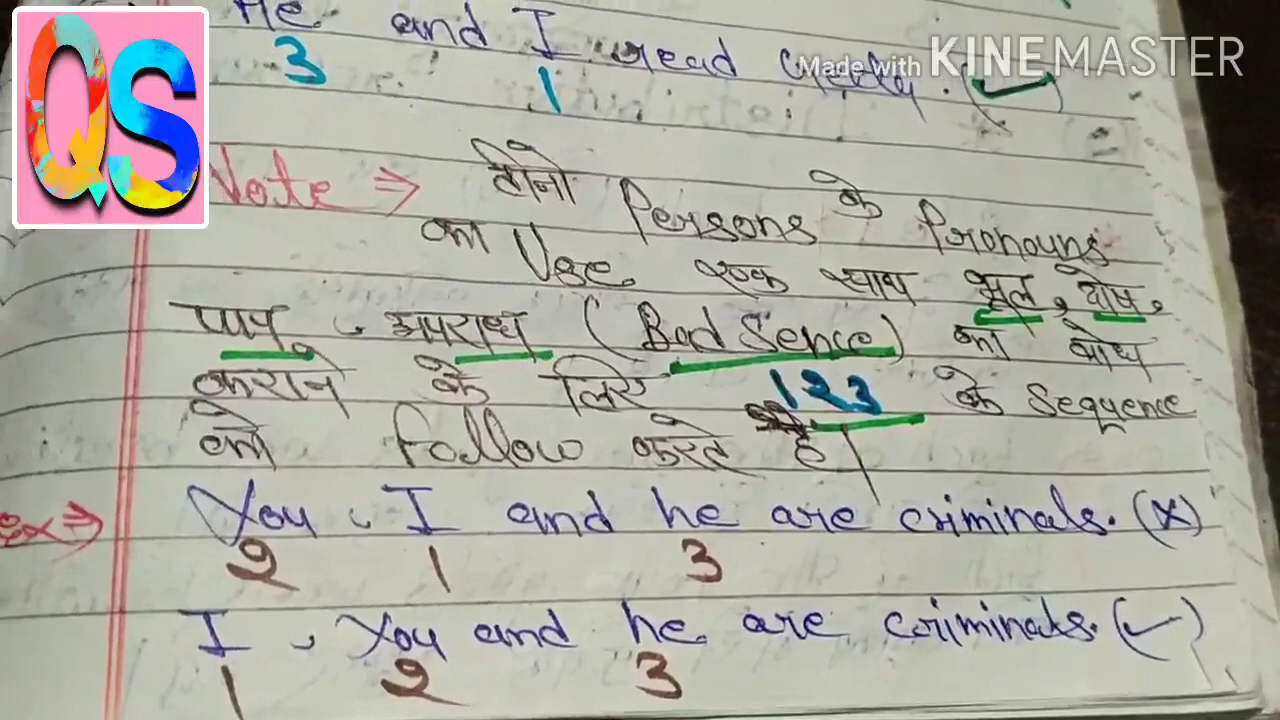 QS
He and I read
3 1
Made with KINEMASTER
Note ⇒ तीनो Persons के Pronouns
का Use एक साथ भूल, दोष,
पाप, अपराध (Bad Sence) का बोध
कराने के लिए 123 के Sequence
को follow करते है।
ex⇒ You, I and he are criminals. (×)
2 1 3
I, You and he are criminals. (✓)
1 2 3